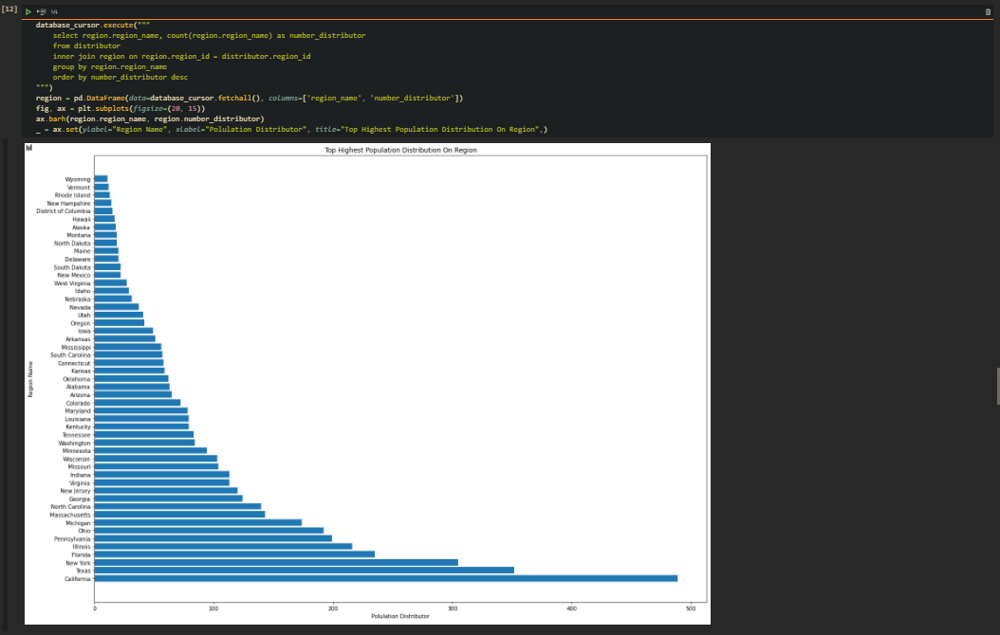 [12]
M↓
database_cursor.execute("""
select region.region_name, count(region.region_name) as number_distributor
from distributor
inner join region on region.region_id = distributor.region_id
group by region.region_name
order by number_distributor desc
""")
region = pd.DataFrame(data=database_cursor.fetchall(), columns=['region_name', 'number_distributor'])
fig, ax = plt.subplots(figsize=(20, 15))
ax.barh(region.region_name, region.number_distributor)
_ = ax.set(ylabel="Region Name", xlabel="Polulation Distributor", title="Top Highest Population Distribution On Region",)
Top Highest Population Distribution On Region
Wyoming
Vermont
Rhode Island
New Hampshire
District of Columbia
Hawaii
Alaska
Montana
North Dakota
Maine
Delaware
South Dakota
New Mexico
West Virginia
Idaho
Nebraska
Nevada
Utah
Oregon
Iowa
Arkansas
Mississippi
South Carolina
Connecticut
Kansas
Oklahoma
Alabama
Arizona
Colorado
Maryland
Louisiana
Kentucky
Tennessee
Washington
Minnesota
Wisconsin
Missouri
Indiana
Virginia
New Jersey
Georgia
North Carolina
Massachusetts
Michigan
Ohio
Pennsylvania
Illinois
Florida
New York
Texas
California
Region Name
0 100 200 300 400 500
Polulation Distributor